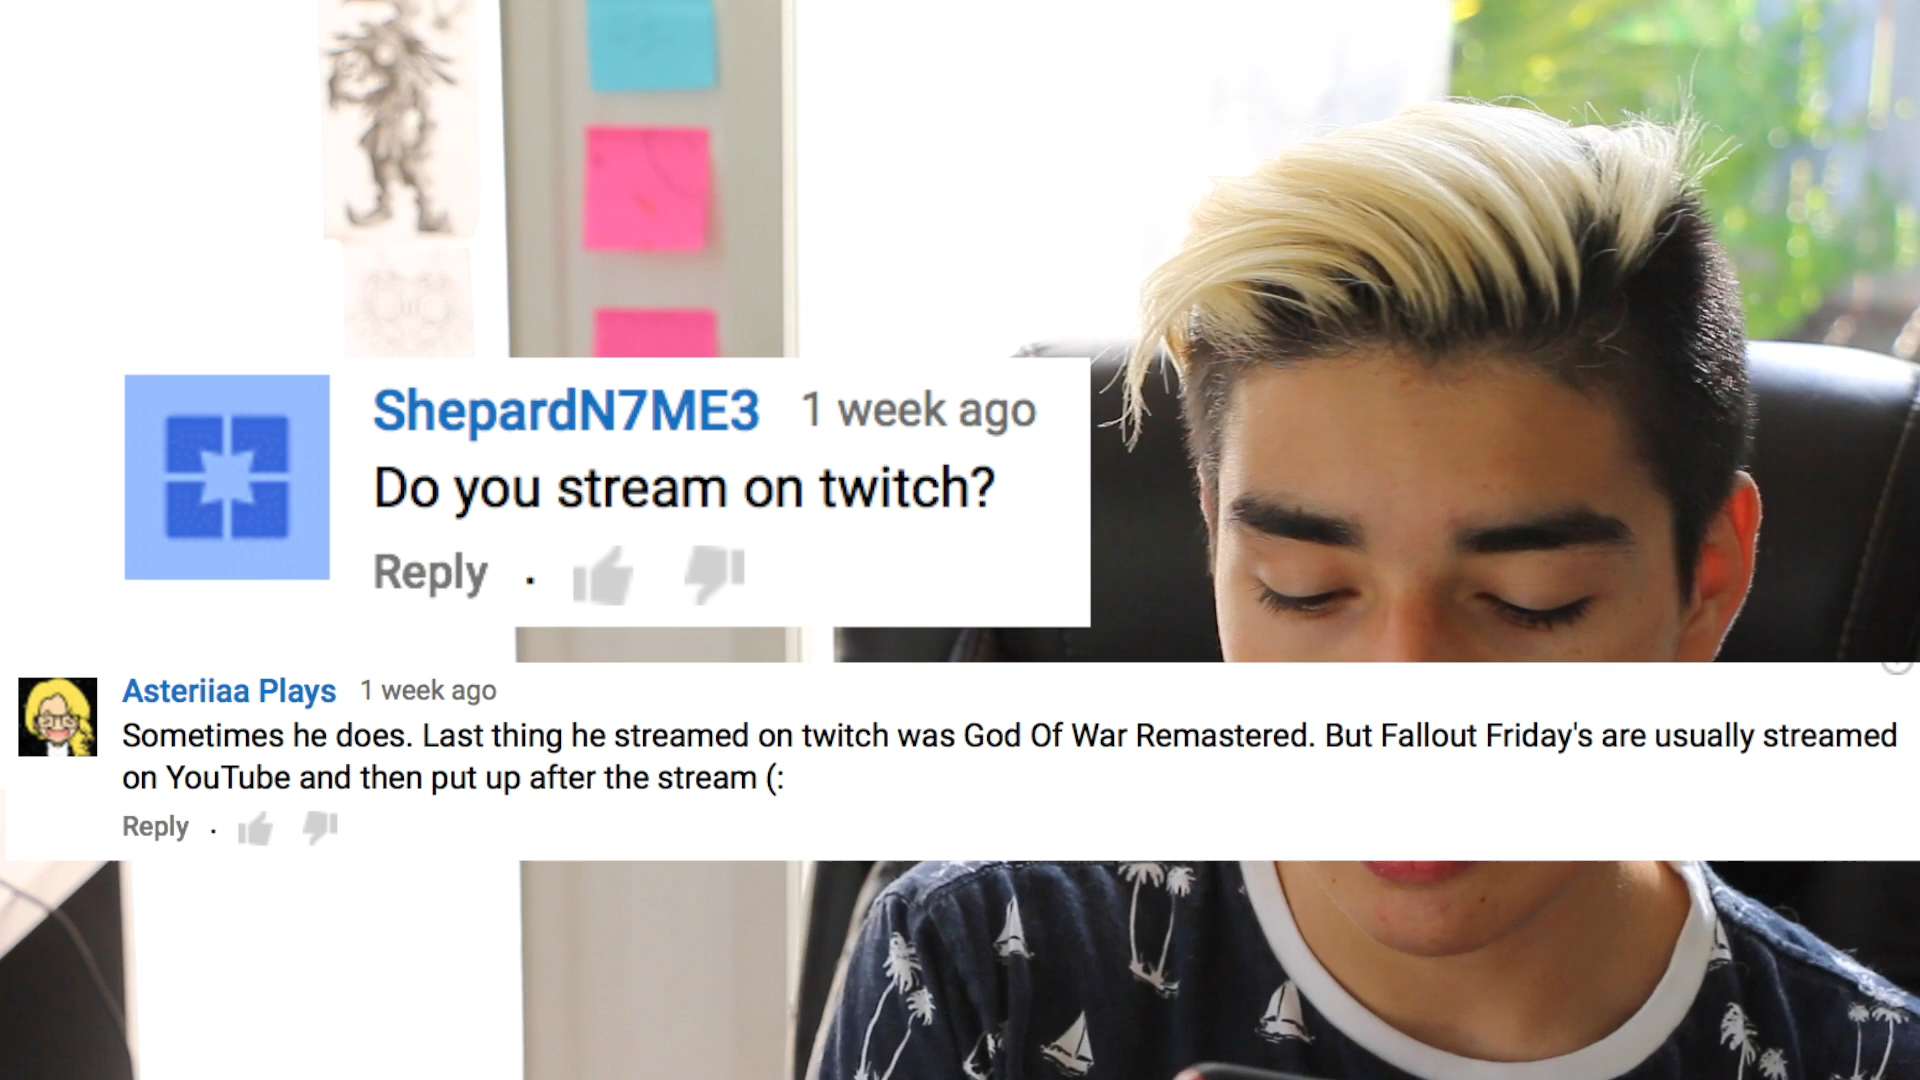 ShepardN7ME3 1 week ago
Do you stream on twitch?
Reply .
Asteriiaa Plays 1 week ago
Sometimes he does. Last thing he streamed on twitch was God Of War Remastered. But Fallout Friday's are usually streamed
on YouTube and then put up after the stream (:
Reply .